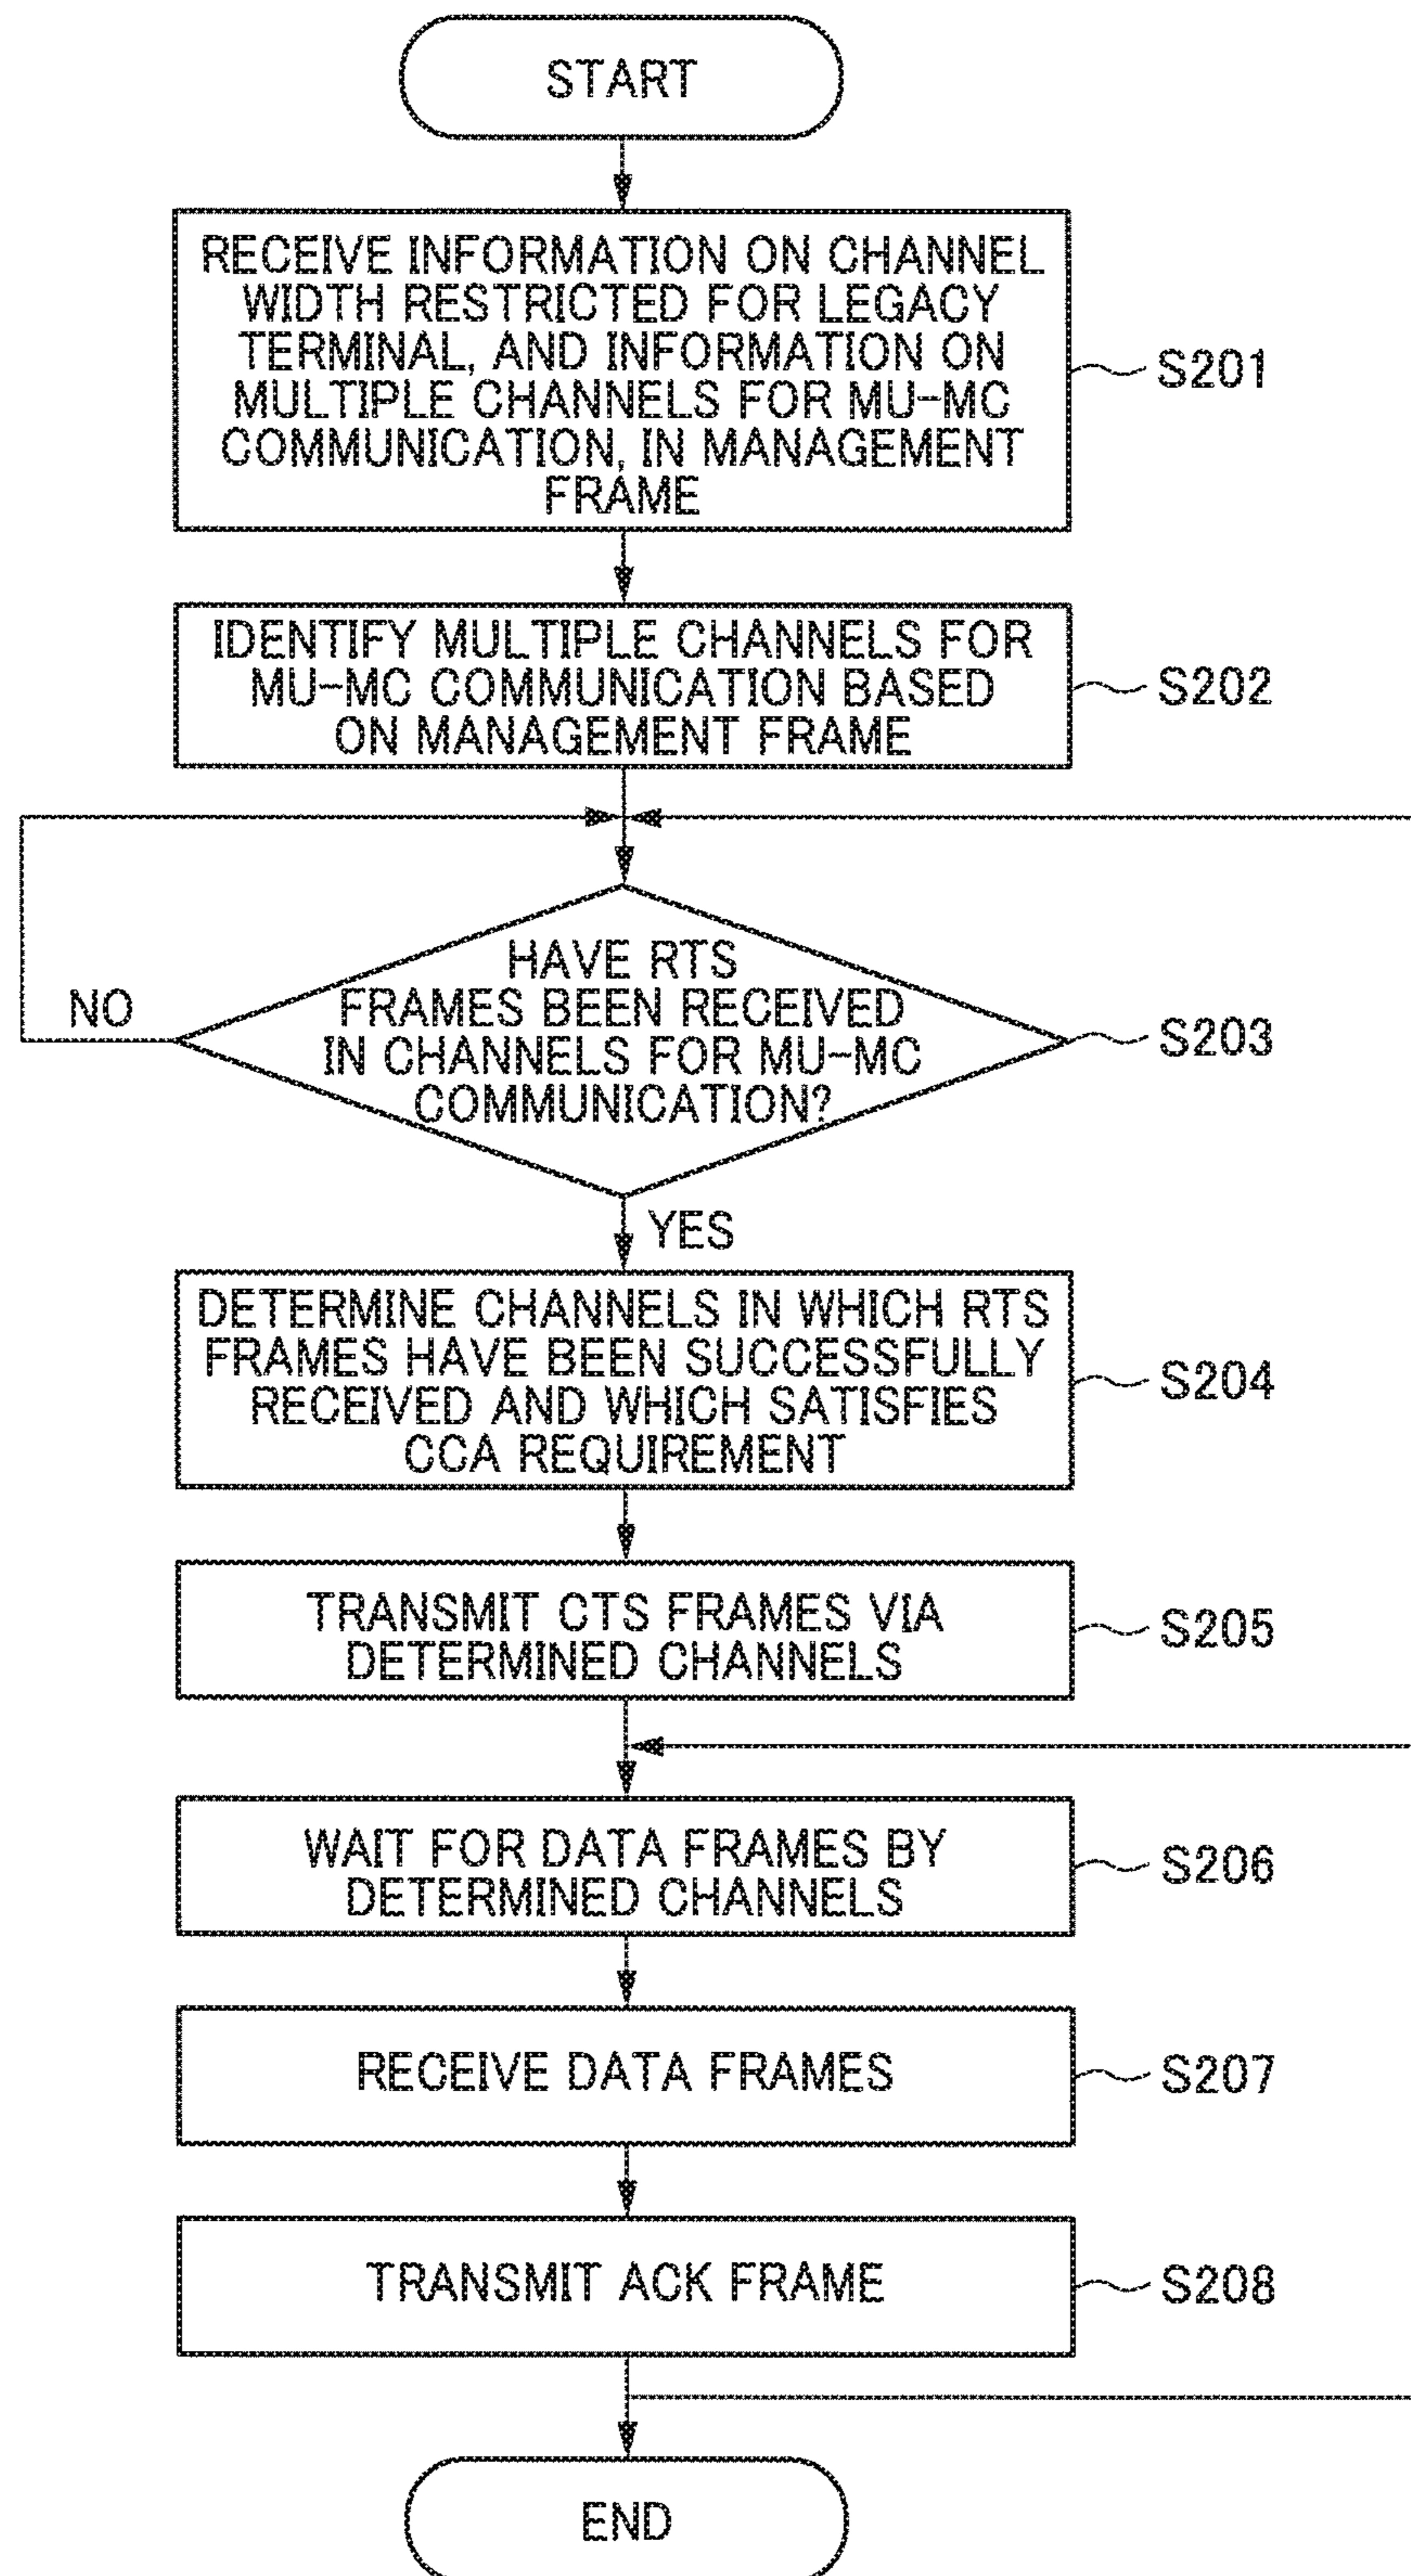 START
RECEIVE INFORMATION ON CHANNEL
WIDTH RESTRICTED FOR LEGACY
TERMINAL, AND INFORMATION ON
MULTIPLE CHANNELS FOR MU-MC
COMMUNICATION, IN MANAGEMENT
FRAME
S201
IDENTIFY MULTIPLE CHANNELS FOR
MU-MC COMMUNICATION BASED
ON MANAGEMENT FRAME
S202
HAVE RTS
FRAMES BEEN RECEIVED
IN CHANNELS FOR MU-MC
COMMUNICATION?
NO
S203
YES
DETERMINE CHANNELS IN WHICH RTS
FRAMES HAVE BEEN SUCCESSFULLY
RECEIVED AND WHICH SATISFIES
CCA REQUIREMENT
S204
TRANSMIT CTS FRAMES VIA
DETERMINED CHANNELS
S205
WAIT FOR DATA FRAMES BY
DETERMINED CHANNELS
S206
RECEIVE DATA FRAMES
S207
TRANSMIT ACK FRAME
S208
END